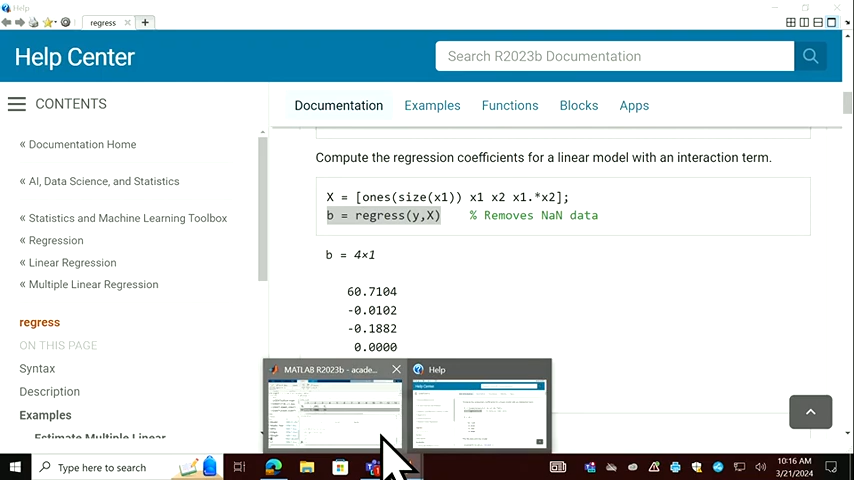 Help
regress
Help Center
Search R2023b Documentation
CONTENTS
Documentation Examples Functions Blocks Apps
« Documentation Home
« AI, Data Science, and Statistics
« Statistics and Machine Learning Toolbox
« Regression
« Linear Regression
« Multiple Linear Regression
regress
ON THIS PAGE
Syntax
Description
Examples
Estimate Multiple Linear
Compute the regression coefficients for a linear model with an interaction term.
X = [ones(size(x1)) x1 x2 x1.*x2];
b = regress(y,X) % Removes NaN data
b = 4×1
60.7104
-0.0102
-0.1882
0.0000
MATLAB R2023b - acade...
Help
Type here to search
10:16 AM
3/21/2024